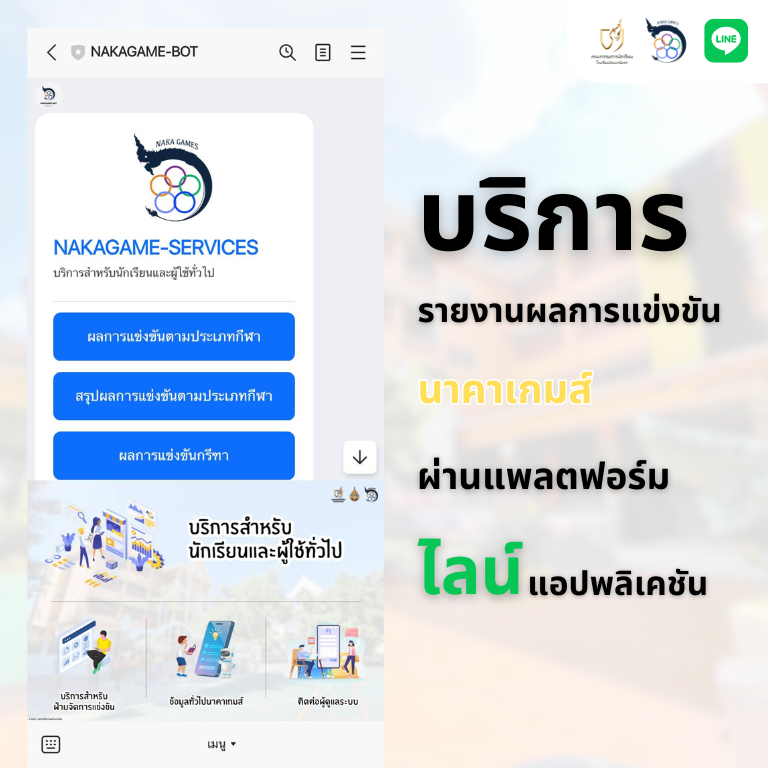 NAKAGAME-BOT
LINE
NAKA GAMES
NAKAGAME-SERVICES
บริการสำหรับนักเรียนและผู้ใช้ทั่วไป
ผลการแข่งขันตามประเภทกีฬา
สรุปผลการแข่งขันตามประเภทกีฬา
ผลการแข่งขันกรีฑา
บริการสำหรับ
นักเรียนและผู้ใช้ทั่วไป
บริการสำหรับ
ฝ่ายจัดการแข่งขัน
ข้อมูลทั่วไปนาคาเกมส์
ติดต่อผู้ดูแลระบบ
เมนู
บริการ
รายงานผลการแข่งขัน
นาคาเกมส์
ผ่านแพลตฟอร์ม
ไลน์ แอปพลิเคชัน